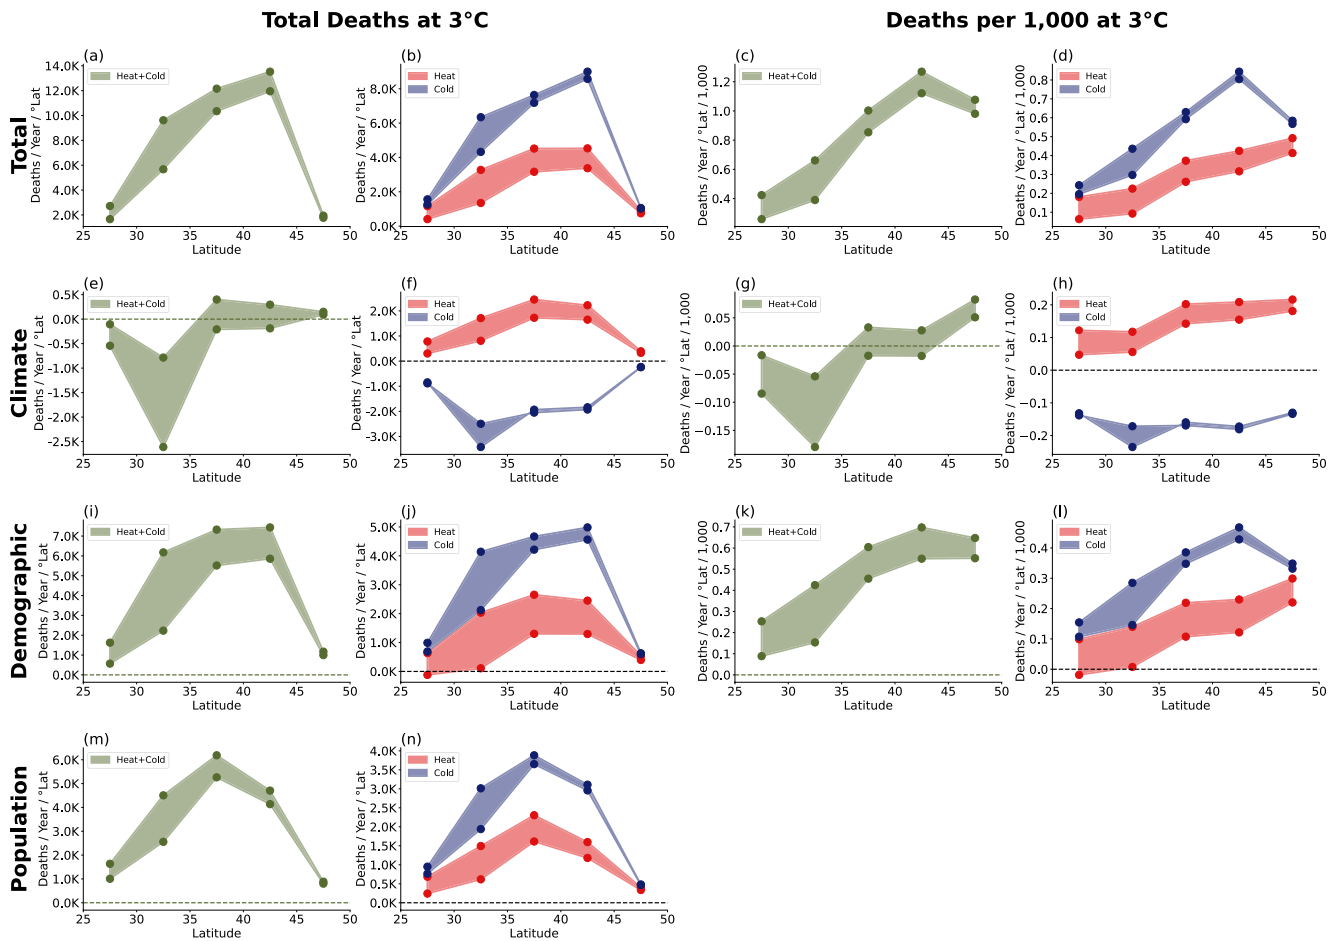 Total Deaths at 3°C
Deaths per 1,000 at 3°C
Total
(a)
Heat+Cold
Deaths / Year / °Lat
14.0K
12.0K
10.0K
8.0K
6.0K
4.0K
2.0K
25 30 35 40 45 50
Latitude
(b)
Heat
Cold
8.0K
6.0K
4.0K
2.0K
0.0K
25 30 35 40 45 50
Latitude
(c)
Heat+Cold
Deaths / Year / °Lat / 1,000
1.2
1.0
0.8
0.6
0.4
25 30 35 40 45 50
Latitude
(d)
Heat
Cold
Deaths / Year / °Lat / 1,000
0.8
0.7
0.6
0.5
0.4
0.3
0.2
0.1
25 30 35 40 45 50
Latitude
Climate
(e)
Heat+Cold
Deaths / Year / °Lat
0.5K
0.0K
-0.5K
-1.0K
-1.5K
-2.0K
-2.5K
25 30 35 40 45 50
Latitude
(f)
Heat
Cold
Deaths / Year / °Lat
2.0K
1.0K
0.0K
-1.0K
-2.0K
-3.0K
25 30 35 40 45 50
Latitude
(g)
Heat+Cold
Deaths / Year / °Lat / 1,000
0.05
0.00
−0.05
−0.10
−0.15
25 30 35 40 45 50
Latitude
(h)
Heat
Cold
Deaths / Year / °Lat / 1,000
0.2
0.1
0.0
−0.1
−0.2
25 30 35 40 45 50
Latitude
Demographic
(i)
Heat+Cold
Deaths / Year / °Lat
7.0K
6.0K
5.0K
4.0K
3.0K
2.0K
1.0K
0.0K
25 30 35 40 45 50
Latitude
(j)
Heat
Cold
Deaths / Year / °Lat
5.0K
4.0K
3.0K
2.0K
1.0K
0.0K
25 30 35 40 45 50
Latitude
(k)
Heat+Cold
Deaths / Year / °Lat / 1,000
0.7
0.6
0.5
0.4
0.3
0.2
0.1
0.0
25 30 35 40 45 50
Latitude
(l)
Heat
Cold
Deaths / Year / °Lat / 1,000
0.4
0.3
0.2
0.1
0.0
25 30 35 40 45 50
Latitude
Population
(m)
Heat+Cold
Deaths / Year / °Lat
6.0K
5.0K
4.0K
3.0K
2.0K
1.0K
0.0K
25 30 35 40 45 50
Latitude
(n)
Heat
Cold
Deaths / Year / °Lat
4.0K
3.5K
3.0K
2.5K
2.0K
1.5K
1.0K
0.5K
0.0K
25 30 35 40 45 50
Latitude